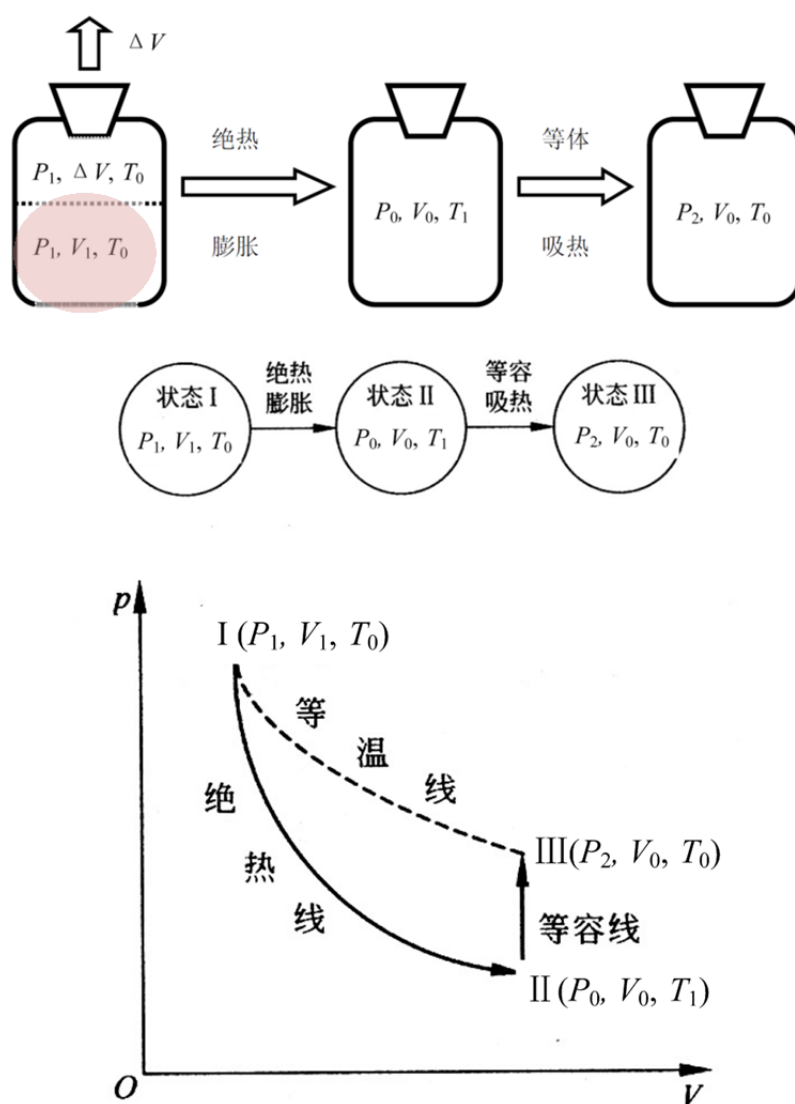 ΔV
P₁, ΔV, T₀
P₁, V₁, T₀
绝热
膨胀
P₀, V₀, T₁
等体
吸热
P₂, V₀, T₀
状态 I
P₁, V₁, T₀
绝热
膨胀
状态 II
P₀, V₀, T₁
等容
吸热
状态 III
P₂, V₀, T₀
p
I (P₁, V₁, T₀)
等温线
绝热线
III(P₂, V₀, T₀)
等容线
II(P₀, V₀, T₁)
O
V